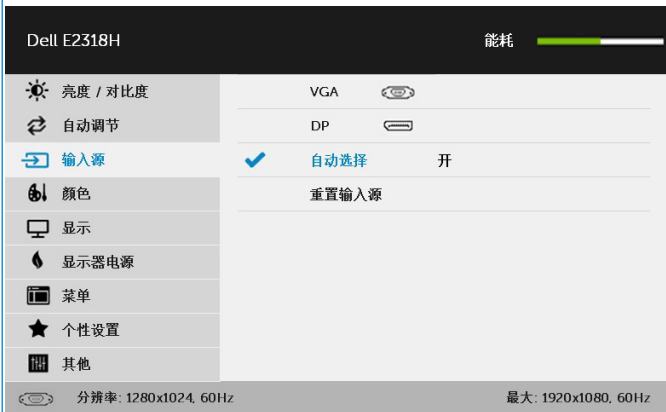 Dell E2318H 能耗
亮度 / 对比度 VGA
自动调节 DP
输入源 自动选择 开
颜色 重置输入源
显示
显示器电源
菜单
个性设置
其他
分辨率: 1280x1024, 60Hz 最大: 1920x1080, 60Hz